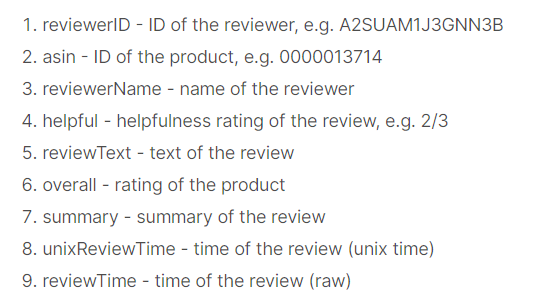 1. reviewerID - ID of the reviewer, e.g. A2SUAM1J3GNN3B
2. asin - ID of the product, e.g. 0000013714
3. reviewerName - name of the reviewer
4. helpful - helpfulness rating of the review, e.g. 2/3
5. reviewText - text of the review
6. overall - rating of the product
7. summary - summary of the review
8. unixReviewTime - time of the review (unix time)
9. reviewTime - time of the review (raw)